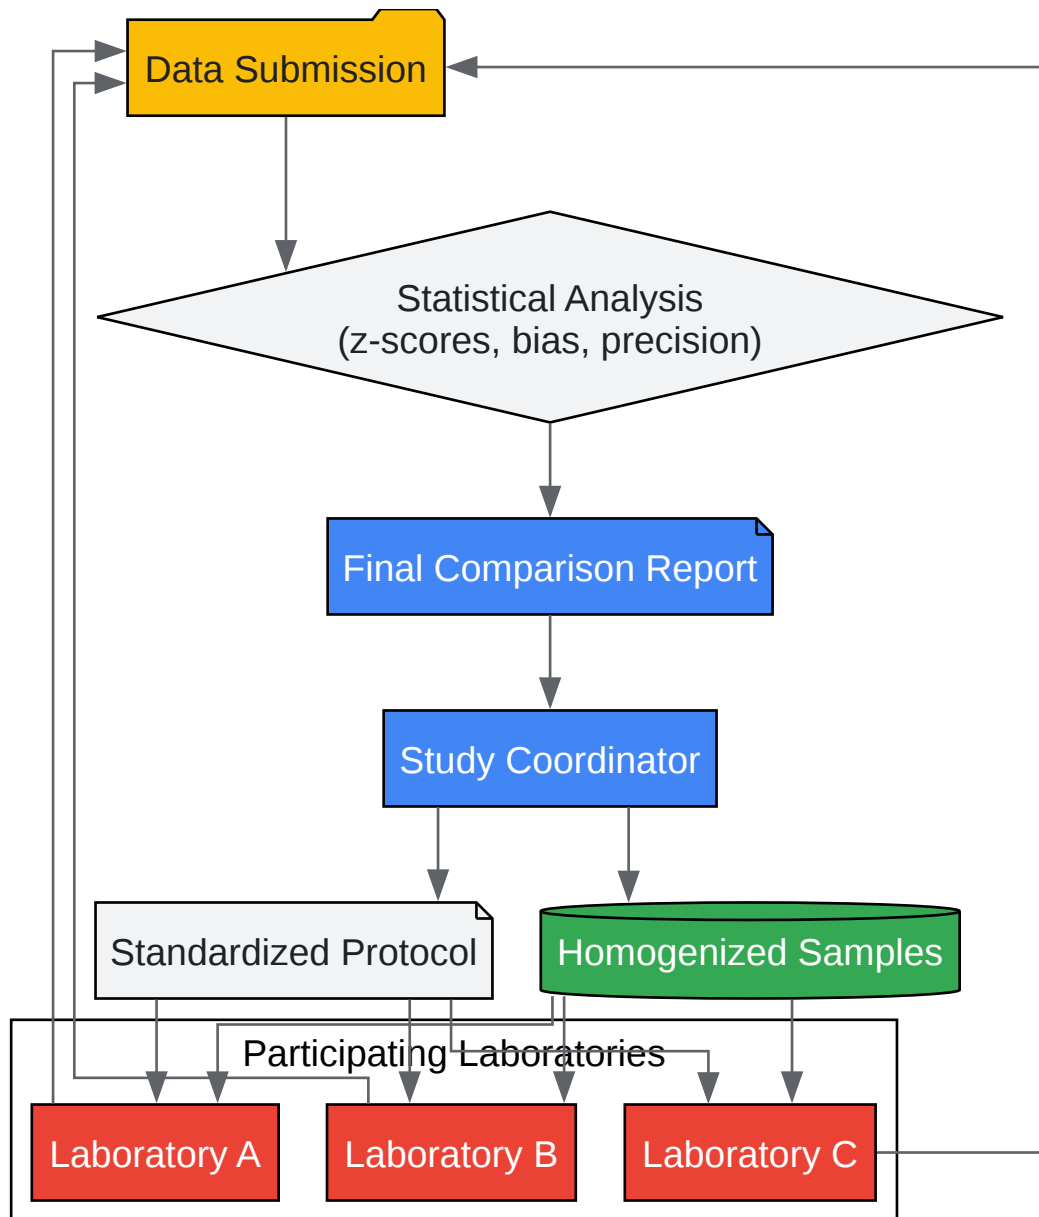 Data Submission
Statistical Analysis
(z-scores, bias, precision)
Final Comparison Report
Study Coordinator
Standardized Protocol
Homogenized Samples
Participating Laboratories
Laboratory A
Laboratory B
Laboratory C